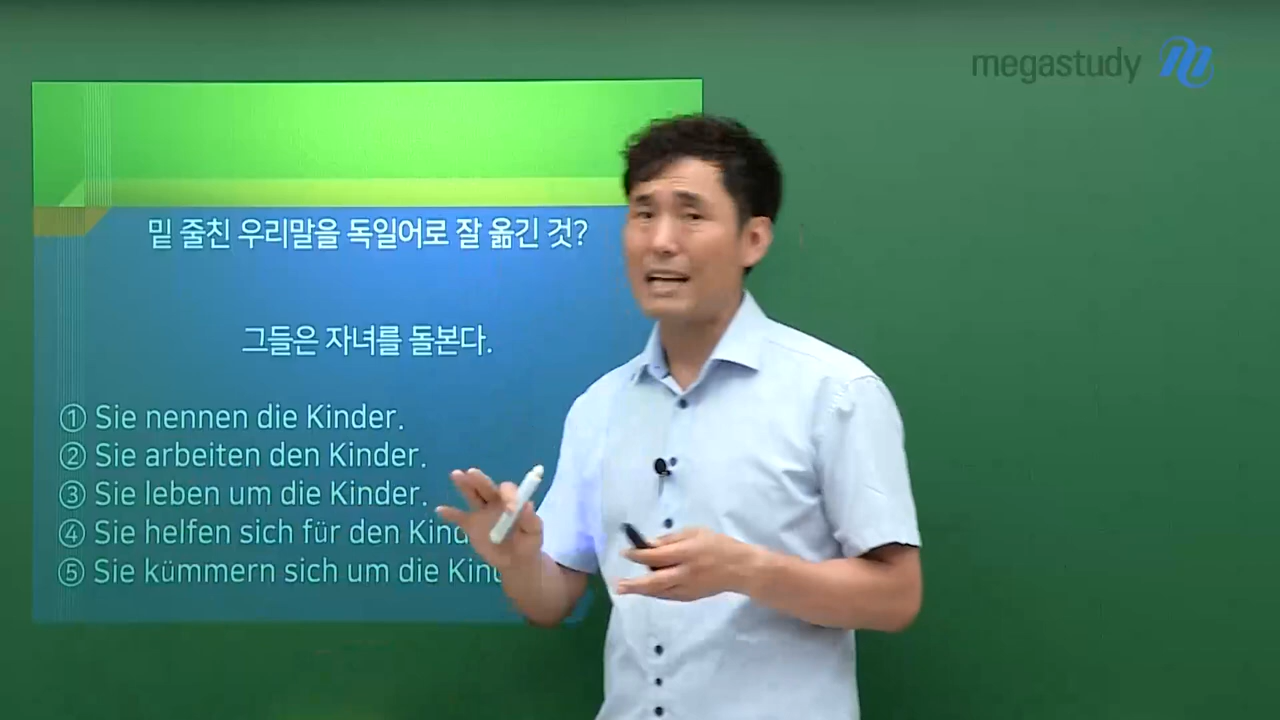 megastudy
밑 줄친 우리말을 독일어로 잘 옮긴 것?
그들은 자녀를 돌본다.
① Sie nennen die Kinder.
② Sie arbeiten den Kinder.
③ Sie leben um die Kinder.
④ Sie helfen sich für den
⑤ Sie kümmern sich um die